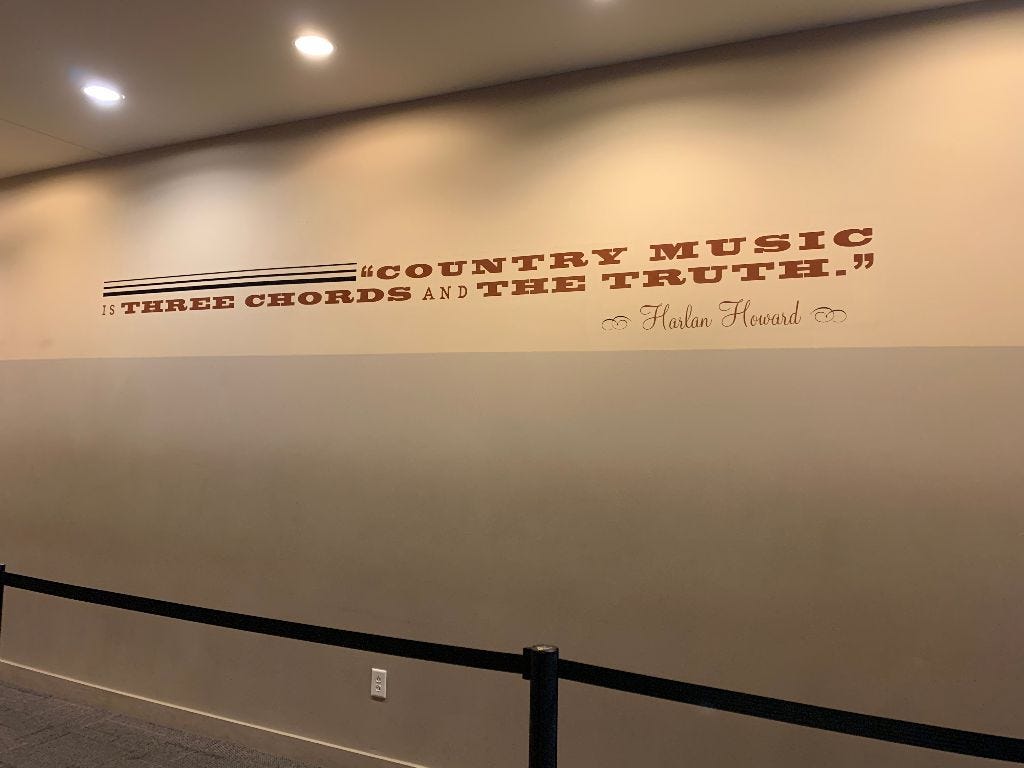 “COUNTRY MUSIC
IS THREE CHORDS AND THE TRUTH.”
Harlan Howard